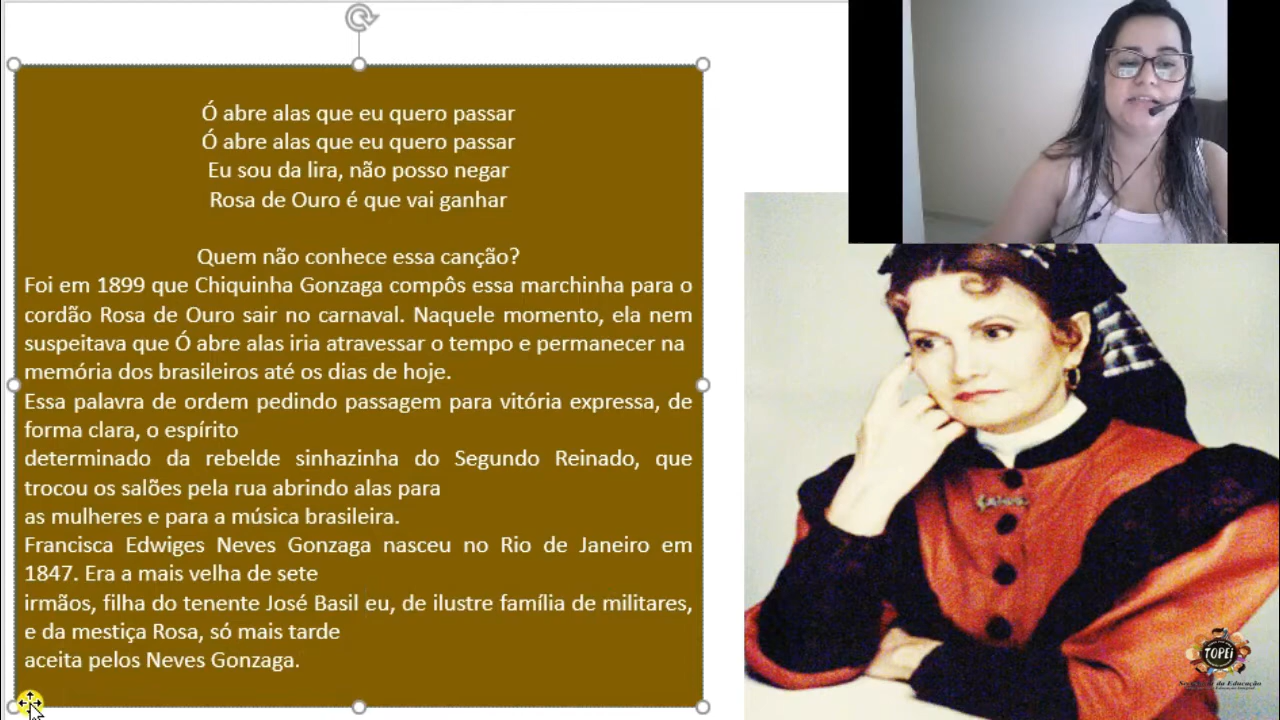 Ó abre alas que eu quero passar
Ó abre alas que eu quero passar
Eu sou da lira, não posso negar
Rosa de Ouro é que vai ganhar
Quem não conhece essa canção?
Foi em 1899 que Chiquinha Gonzaga compôs essa marchinha para o
cordão Rosa de Ouro sair no carnaval. Naquele momento, ela nem
suspeitava que Ó abre alas iria atravessar o tempo e permanecer na
memória dos brasileiros até os dias de hoje.
Essa palavra de ordem pedindo passagem para vitória expressa, de
forma clara, o espírito
determinado da rebelde sinhazinha do Segundo Reinado, que
trocou os salões pela rua abrindo alas para
as mulheres e para a música brasileira.
Francisca Edwiges Neves Gonzaga nasceu no Rio de Janeiro em
1847. Era a mais velha de sete
irmãos, filha do tenente José Basil eu, de ilustre família de militares,
e da mestiça Rosa, só mais tarde
aceita pelos Neves Gonzaga.
TOPEi
da Educação